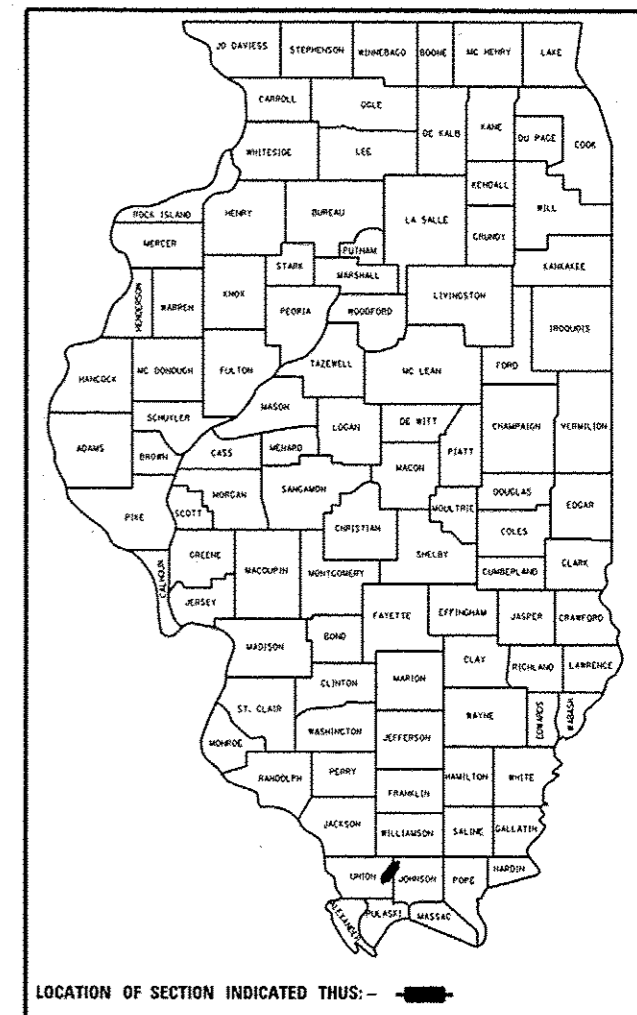 JO DAVIESS STEPHENSON WINNEBAGO BOONE MC HENRY LAKE
CARROLL OGLE DE KALB KANE DU PAGE COOK
WHITESIDE LEE
KENDALL WILL
ROCK ISLAND HENRY BUREAU LA SALLE GRUNDY
MERCER PUTNAM
STARK MARSHALL KANKAKEE
HENDERSON WARREN KNOX PEORIA WOODFORD LIVINGSTON IROQUOIS
HANCOCK MC DONOUGH FULTON TAZEWELL MC LEAN FORD
MASON
SCHUYLER LOGAN DE WITT CHAMPAIGN VERMILION
ADAMS BROWN CASS MENARD MACON PIATT
PIKE SCOTT MORGAN SANGAMON MOULTRIE DOUGLAS EDGAR
CHRISTIAN COLES
GREENE SHELBY
CALHOUN MACOUPIN MONTGOMERY CUMBERLAND CLARK
JERSEY FAYETTE EFFINGHAM JASPER CRAWFORD
MADISON BOND
CLAY RICHLAND LAWRENCE
CLINTON MARION
ST. CLAIR WAYNE EDWARDS WABASH
MONROE WASHINGTON JEFFERSON
RANDOLPH PERRY HAMILTON WHITE
FRANKLIN
JACKSON WILLIAMSON SALINE GALLATIN
UNION JOHNSON POPE HARDIN
ALEXANDER PULASKI MASSAC
LOCATION OF SECTION INDICATED THUS:-